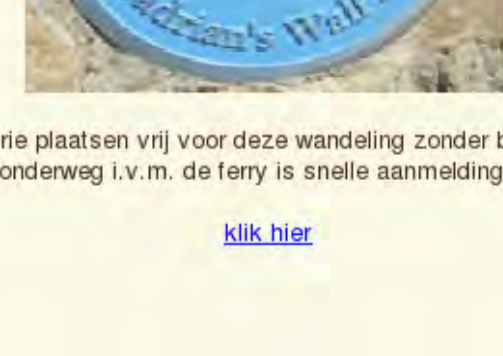 adrian's Wall
rie plaatsen vrij voor deze wandeling zonder b
onderweg i.v.m. de ferry is snelle aanmelding
klik hier